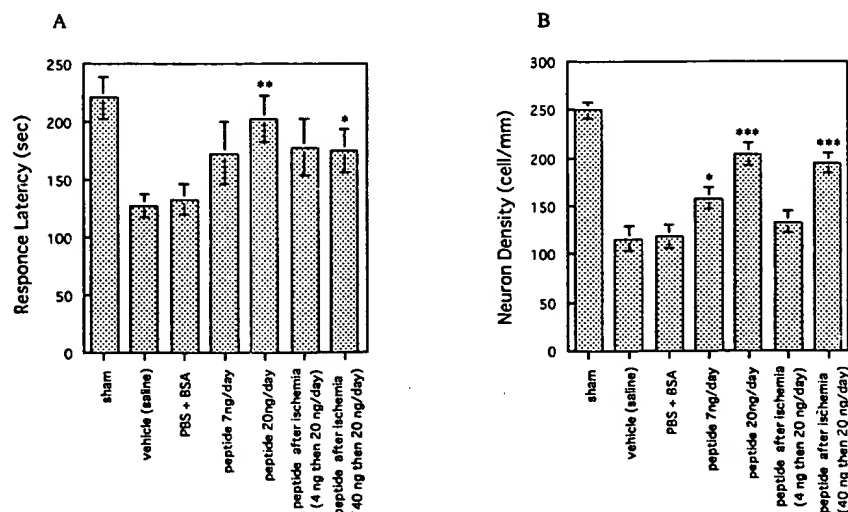 A
Responce Latency (sec)
250
200
150
100
50
0
**
*
sham
vehicle (saline)
PBS + BSA
peptide 7ng/day
peptide 20ng/day
peptide after ischemia
(4 ng then 20 ng/day)
peptide after ischemia
(40 ng then 20 ng/day)
B
Neuron Density (cell/mm)
300
250
200
150
100
50
0
*
***
***
sham
vehicle (saline)
PBS + BSA
peptide 7ng/day
peptide 20ng/day
peptide after ischemia
(4 ng then 20 ng/day)
peptide after ischemia
(40 ng then 20 ng/day)